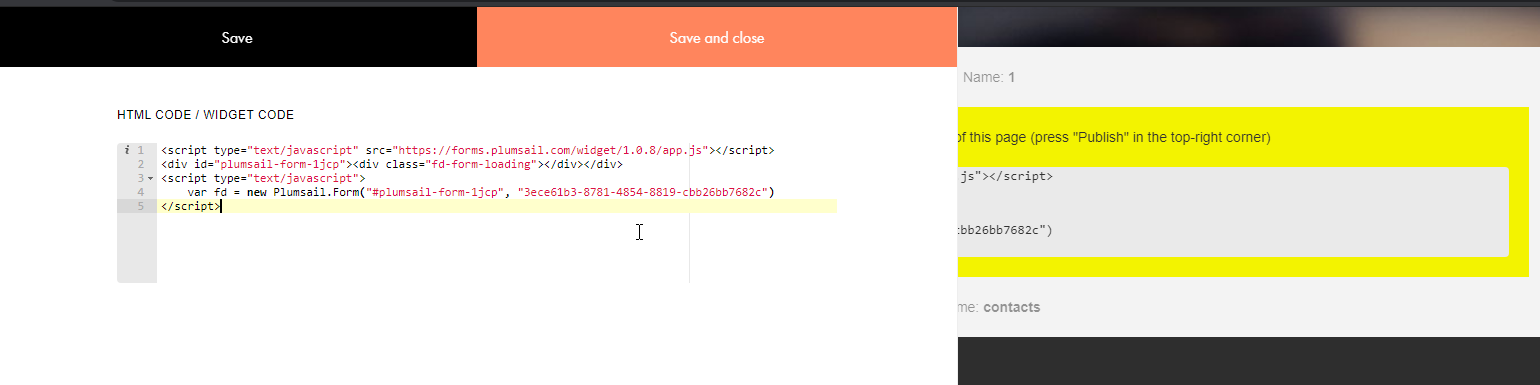 Save
Save and close
HTML CODE / WIDGET CODE
i 1 <script type="text/javascript" src="https://forms.plumsail.com/widget/1.0.8/app.js"></script>
2 <div id="plumsail-form-1jcp"><div class="fd-form-loading"></div></div>
3 <script type="text/javascript">
4 var fd = new Plumsail.Form("#plumsail-form-1jcp", "3ece61b3-8781-4854-8819-cbb26bb7682c")
5 </script>
Name: 1
of this page (press "Publish" in the top-right corner)
js"></script>
cbb26bb7682c")
me: contacts